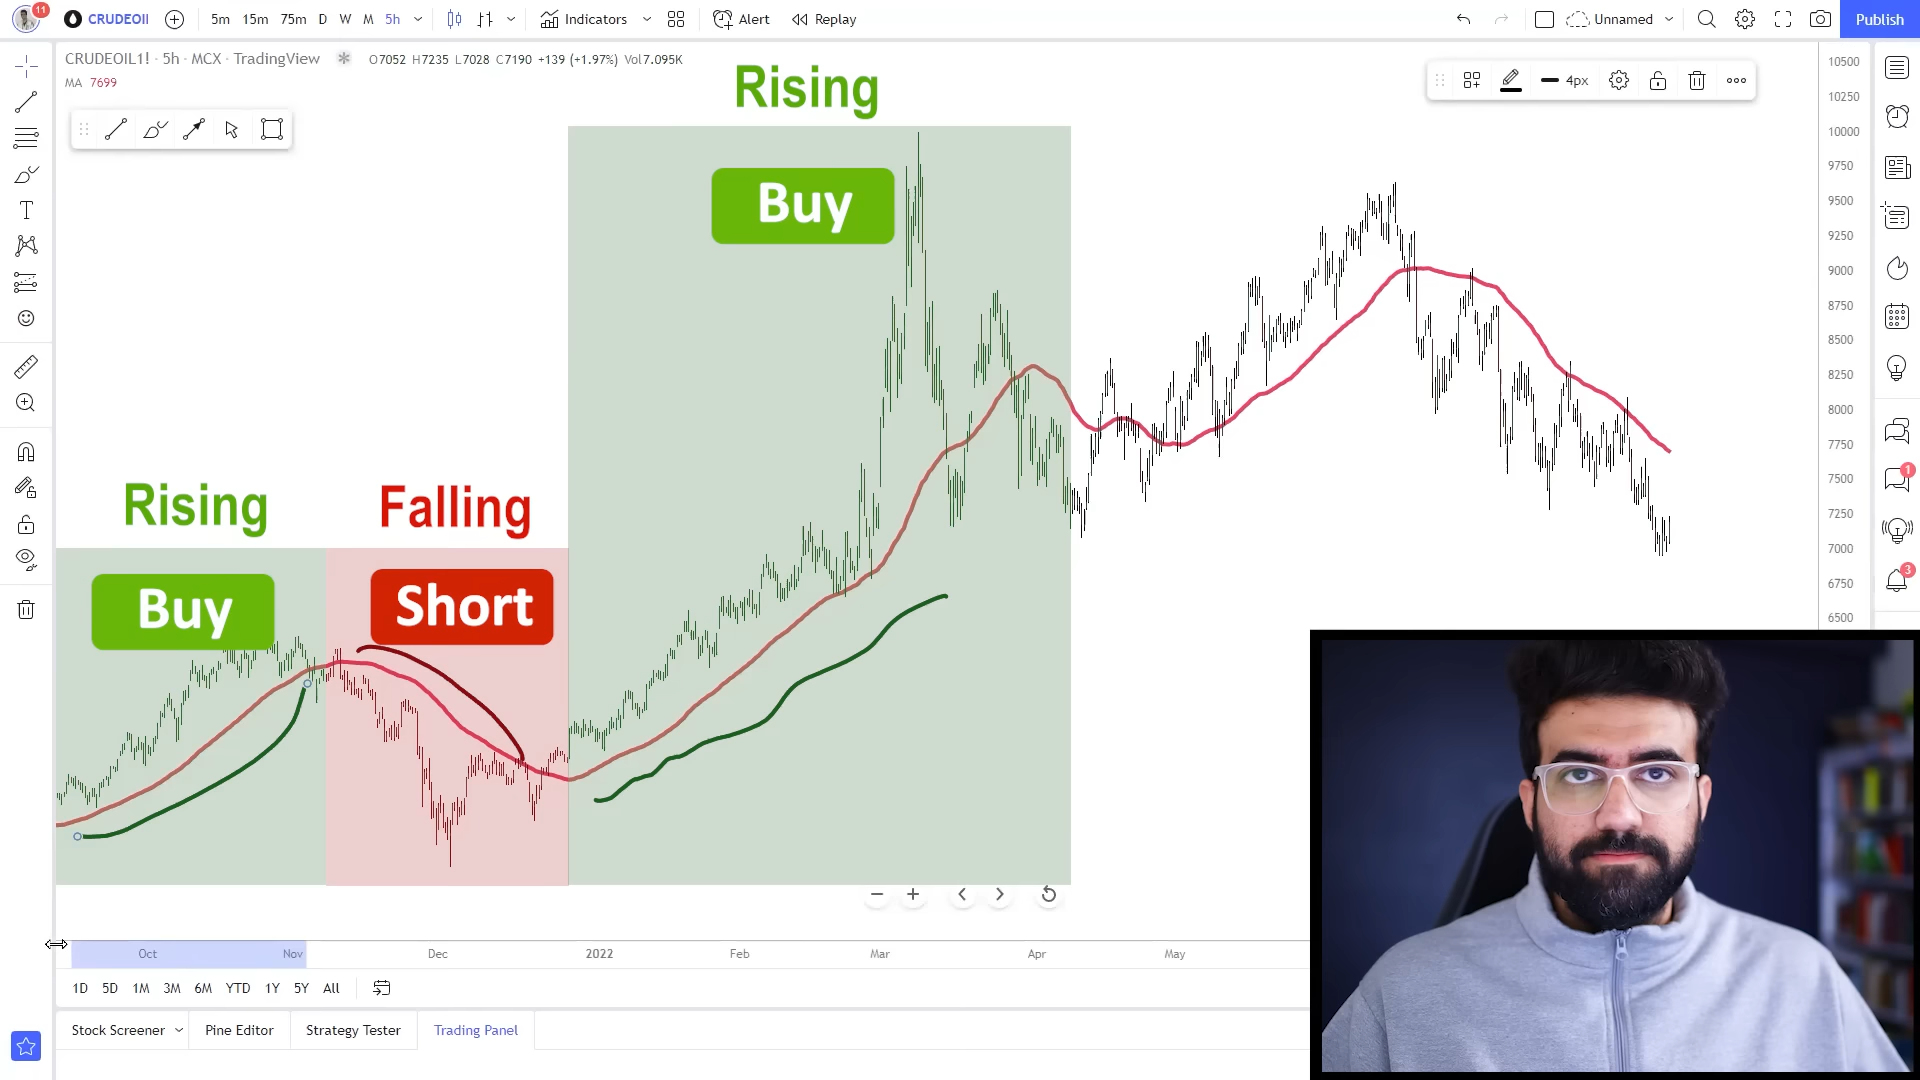 11
CRUDEOIl
5m 15m 75m D W M 5h
Indicators
Alert
Replay
Unnamed
Publish
CRUDEOIL1! · 5h · MCX · TradingView
O7052 H7235 L7028 C7190 +139 (+1.97%) Vol7.095K
MA 7699
4px
Rising
Buy
Rising
Buy
Falling
Short
10500
10250
10000
9750
9500
9250
9000
8750
8500
8250
8000
7750
7500
7250
7000
6750
6500
1
3
Oct Nov Dec 2022 Feb Mar Apr May
1D 5D 1M 3M 6M YTD 1Y 5Y All
Stock Screener Pine Editor Strategy Tester Trading Panel